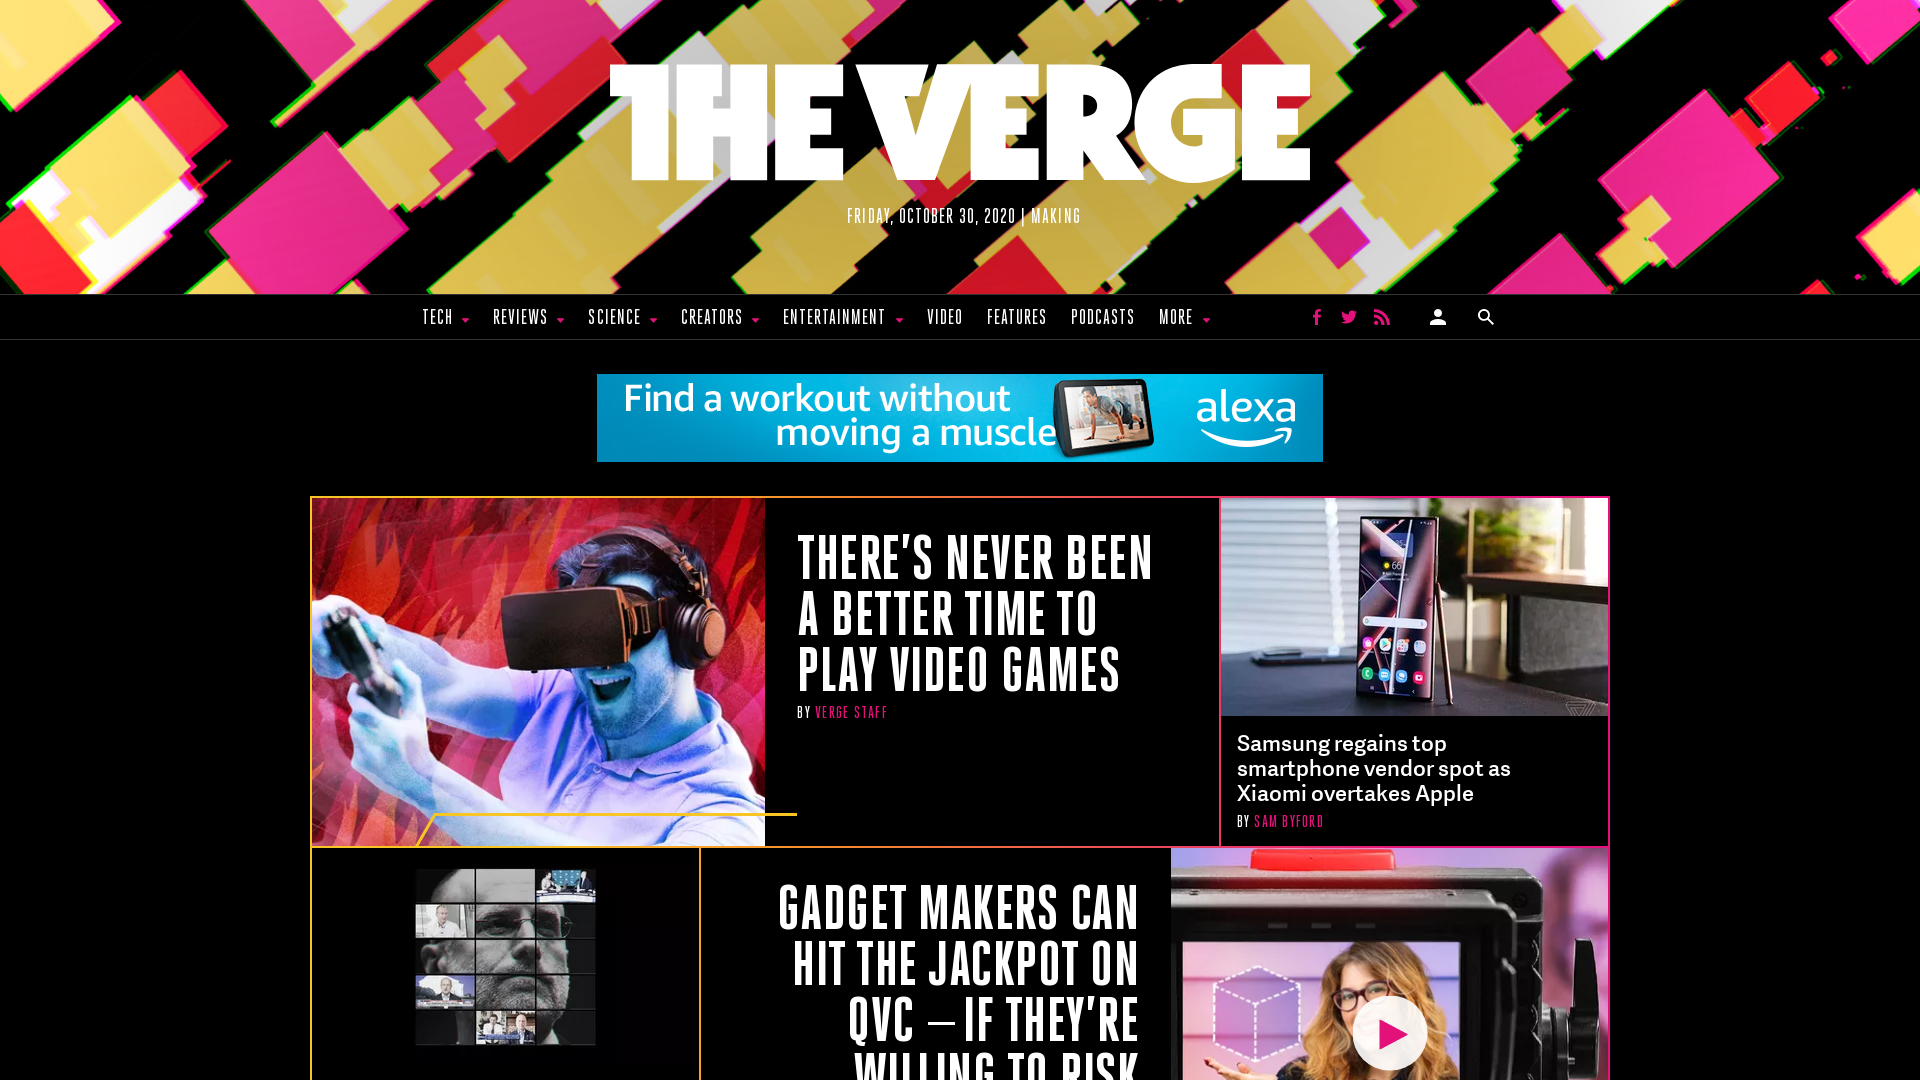 THE VERGE
FRIDAY, OCTOBER 30, 2020 | MAKING
TECH REVIEWS SCIENCE CREATORS ENTERTAINMENT VIDEO FEATURES PODCASTS MORE
Find a workout without
moving a muscle
alexa
THERE'S NEVER BEEN
A BETTER TIME TO
PLAY VIDEO GAMES
BY VERGE STAFF
Samsung regains top
smartphone vendor spot as
Xiaomi overtakes Apple
BY SAM BYFORD
GADGET MAKERS CAN
HIT THE JACKPOT ON
QVC — IF THEY'RE
WILLING TO RISK